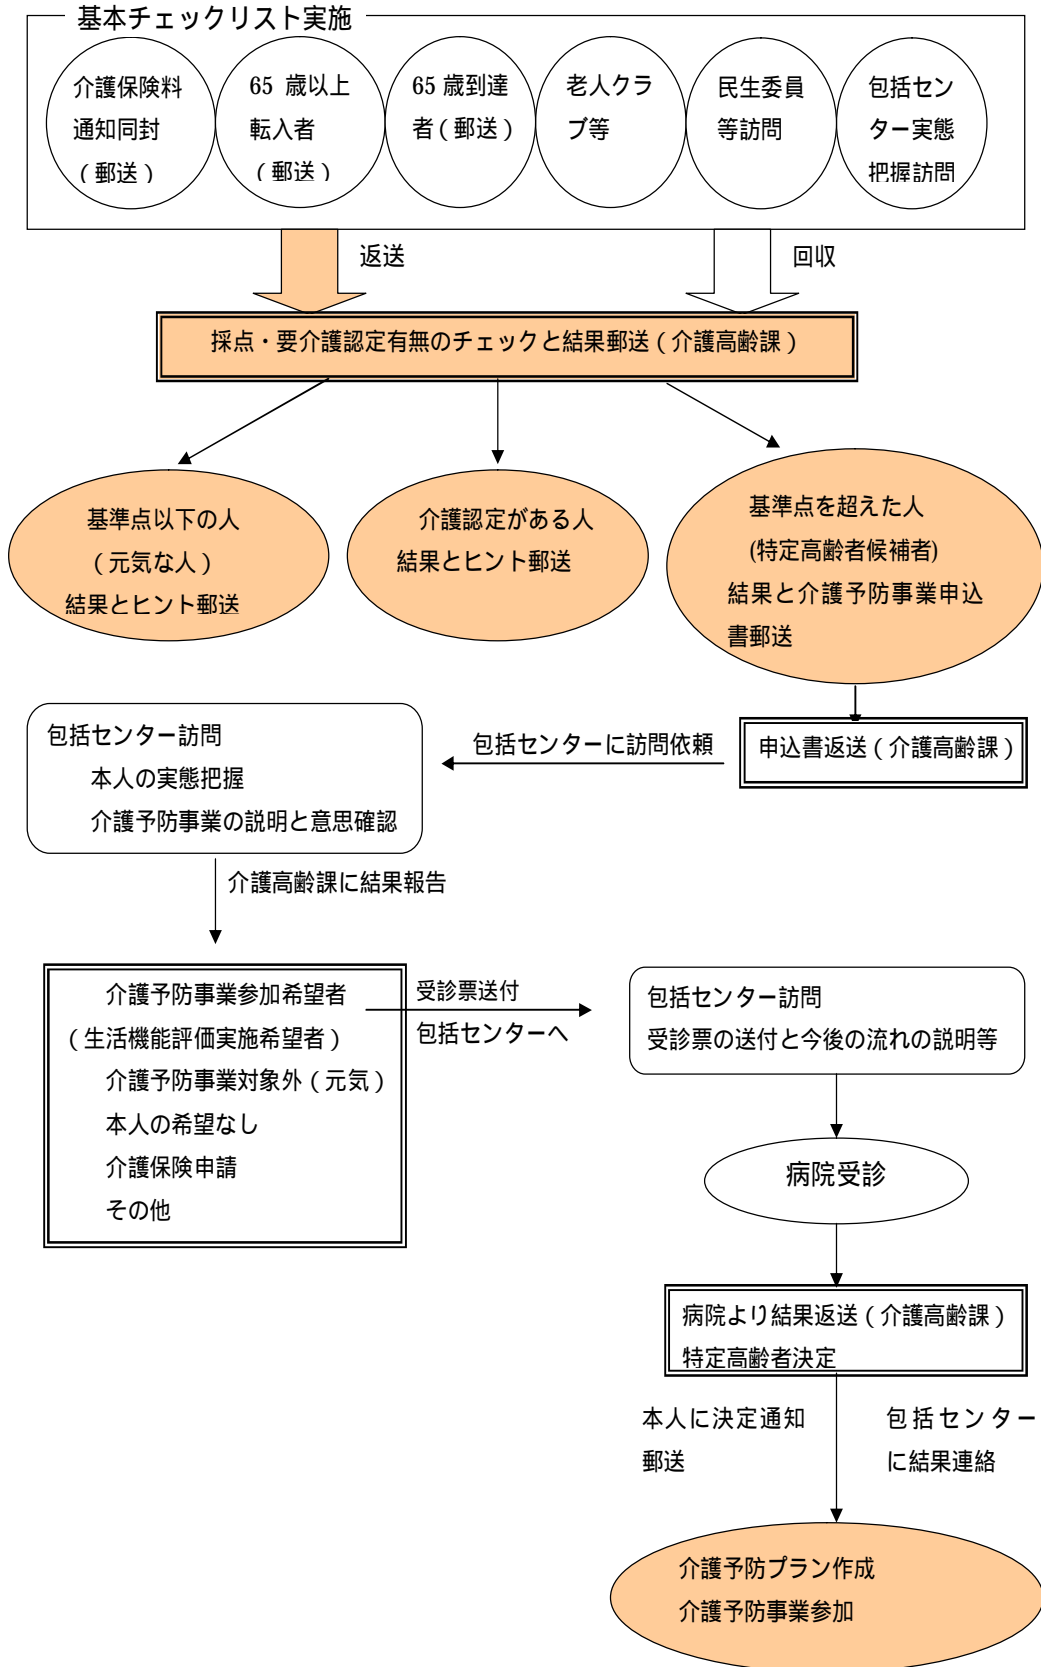 基本チェックリスト実施
介護保険料
通知同封
（郵送）
65 歳以上
転入者
（郵送）
65 歳到達
者（郵送）
老人クラ
ブ等
民生委員
等訪問
包括セン
ター実態
把握訪問
返送
回収
採点・要介護認定有無のチェックと結果郵送（介護高齢課）
基準点以下の人
（元気な人）
結果とヒント郵送
介護認定がある人
結果とヒント郵送
基準点を超えた人
(特定高齢者候補者)
結果と介護予防事業申込
書郵送
申込書返送（介護高齢課）
包括センターに訪問依頼
包括センター訪問
本人の実態把握
介護予防事業の説明と意思確認
介護高齢課に結果報告
介護予防事業参加希望者
（生活機能評価実施希望者）
介護予防事業対象外（元気）
本人の希望なし
介護保険申請
その他
受診票送付
包括センターへ
包括センター訪問
受診票の送付と今後の流れの説明等
病院受診
病院より結果返送（介護高齢課）
特定高齢者決定
本人に決定通知
郵送
包括センター
に結果連絡
介護予防プラン作成
介護予防事業参加